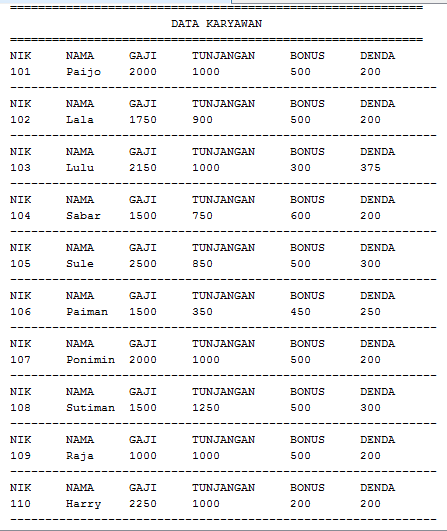 DATA KARYAWAN
NIK NAMA GAJI TUNJANGAN BONUS DENDA
101 Paijo 2000 1000 500 200
NIK NAMA GAJI TUNJANGAN BONUS DENDA
102 Lala 1750 900 500 200
NIK NAMA GAJI TUNJANGAN BONUS DENDA
103 Lulu 2150 1000 300 375
NIK NAMA GAJI TUNJANGAN BONUS DENDA
104 Sabar 1500 750 600 200
NIK NAMA GAJI TUNJANGAN BONUS DENDA
105 Sule 2500 850 500 300
NIK NAMA GAJI TUNJANGAN BONUS DENDA
106 Paiman 1500 350 450 250
NIK NAMA GAJI TUNJANGAN BONUS DENDA
107 Ponimin 2000 1000 500 200
NIK NAMA GAJI TUNJANGAN BONUS DENDA
108 Sutiman 1500 1250 500 300
NIK NAMA GAJI TUNJANGAN BONUS DENDA
109 Raja 1000 1000 500 200
NIK NAMA GAJI TUNJANGAN BONUS DENDA
110 Harry 2250 1000 200 200